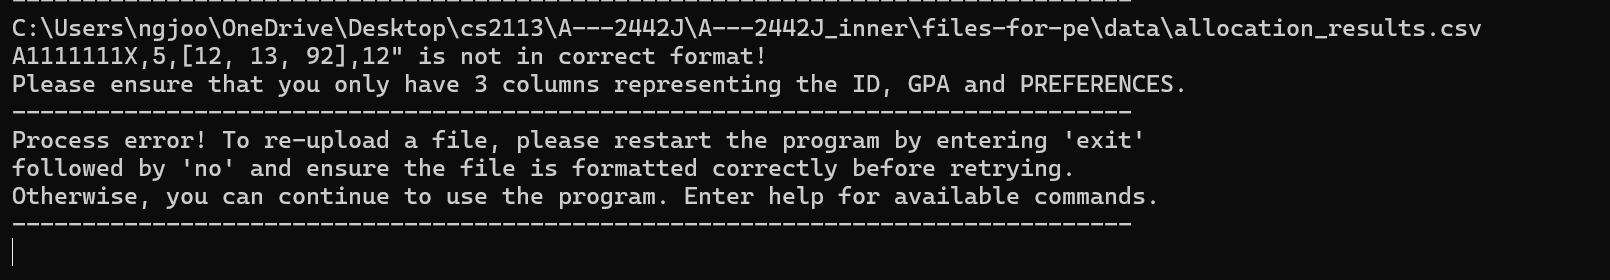 --------------------------------------------------------------------------------
C:\Users\ngjoo\OneDrive\Desktop\cs2113\A---2442J\A---2442J_inner\files-for-pe\data\allocation_results.csv
A1111111X,5,[12, 13, 92],12" is not in correct format!
Please ensure that you only have 3 columns representing the ID, GPA and PREFERENCES.
--------------------------------------------------------------------------------
Process error! To re-upload a file, please restart the program by entering 'exit'
followed by 'no' and ensure the file is formatted correctly before retrying.
Otherwise, you can continue to use the program. Enter help for available commands.
--------------------------------------------------------------------------------